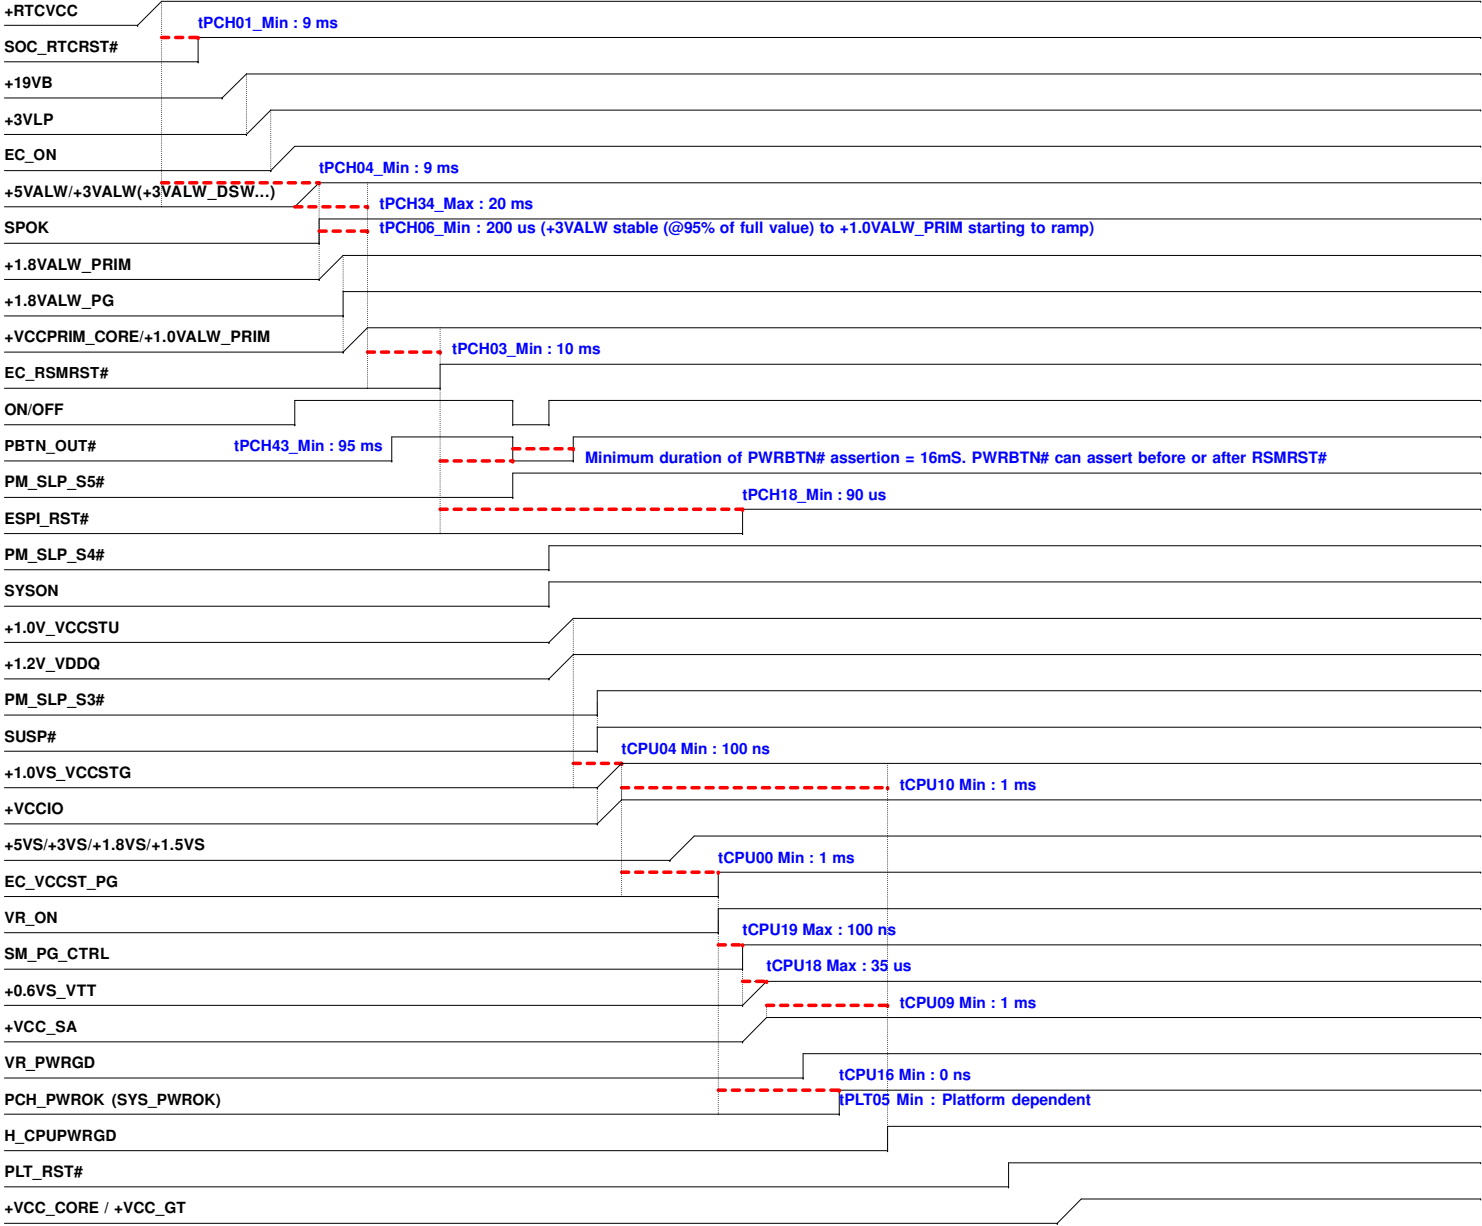 +RTCVCC
tPCH01_Min : 9 ms
SOC_RTCRST#
+19VB
+3VLP
EC_ON
tPCH04_Min : 9 ms
+5VALW/+3VALW(+3VALW_DSW...)
tPCH34_Max : 20 ms
SPOK
tPCH06_Min : 200 us (+3VALW stable (@95% of full value) to +1.0VALW_PRIM starting to ramp)
+1.8VALW_PRIM
+1.8VALW_PG
+VCCPRIM_CORE/+1.0VALW_PRIM
tPCH03_Min : 10 ms
EC_RSMRST#
ON/OFF
PBTN_OUT#
tPCH43_Min : 95 ms
Minimum duration of PWRBTN# assertion = 16mS. PWRBTN# can assert before or after RSMRST#
PM_SLP_S5#
tPCH18_Min : 90 us
ESPI_RST#
PM_SLP_S4#
SYSON
+1.0V_VCCSTU
+1.2V_VDDQ
PM_SLP_S3#
SUSP#
tCPU04 Min : 100 ns
+1.0VS_VCCSTG
tCPU10 Min : 1 ms
+VCCIO
+5VS/+3VS/+1.8VS/+1.5VS
tCPU00 Min : 1 ms
EC_VCCST_PG
VR_ON
tCPU19 Max : 100 ns
SM_PG_CTRL
tCPU18 Max : 35 us
+0.6VS_VTT
tCPU09 Min : 1 ms
+VCC_SA
VR_PWRGD
tCPU16 Min : 0 ns
PCH_PWROK (SYS_PWROK)
tPLT05 Min : Platform dependent
H_CPUPWRGD
PLT_RST#
+VCC_CORE / +VCC_GT